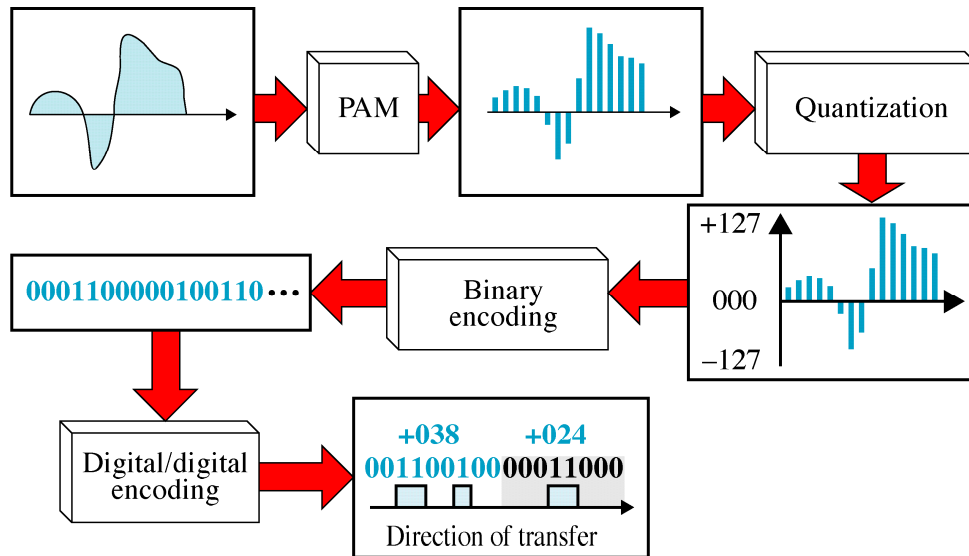 PAM
Quantization
+127
000
–127
Binary
encoding
0001100000100110...
Digital/digital
encoding
+038 +024
00110010000011000
Direction of transfer